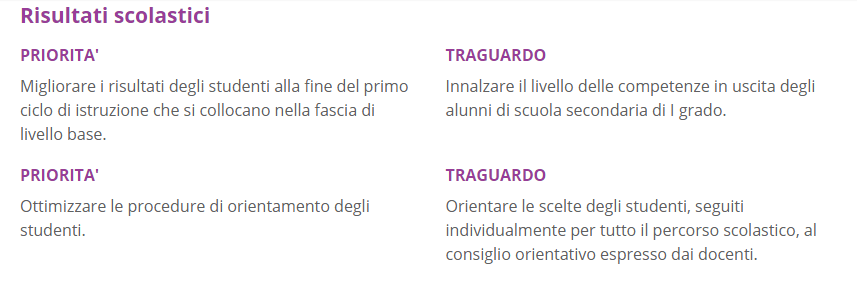 Risultati scolastici
PRIORITA'
Migliorare i risultati degli studenti alla fine del primo
ciclo di istruzione che si collocano nella fascia di
livello base.
TRAGUARDO
Innalzare il livello delle competenze in uscita degli
alunni di scuola secondaria di I grado.
PRIORITA'
Ottimizzare le procedure di orientamento degli
studenti.
TRAGUARDO
Orientare le scelte degli studenti, seguiti
individualmente per tutto il percorso scolastico, al
consiglio orientativo espresso dai docenti.